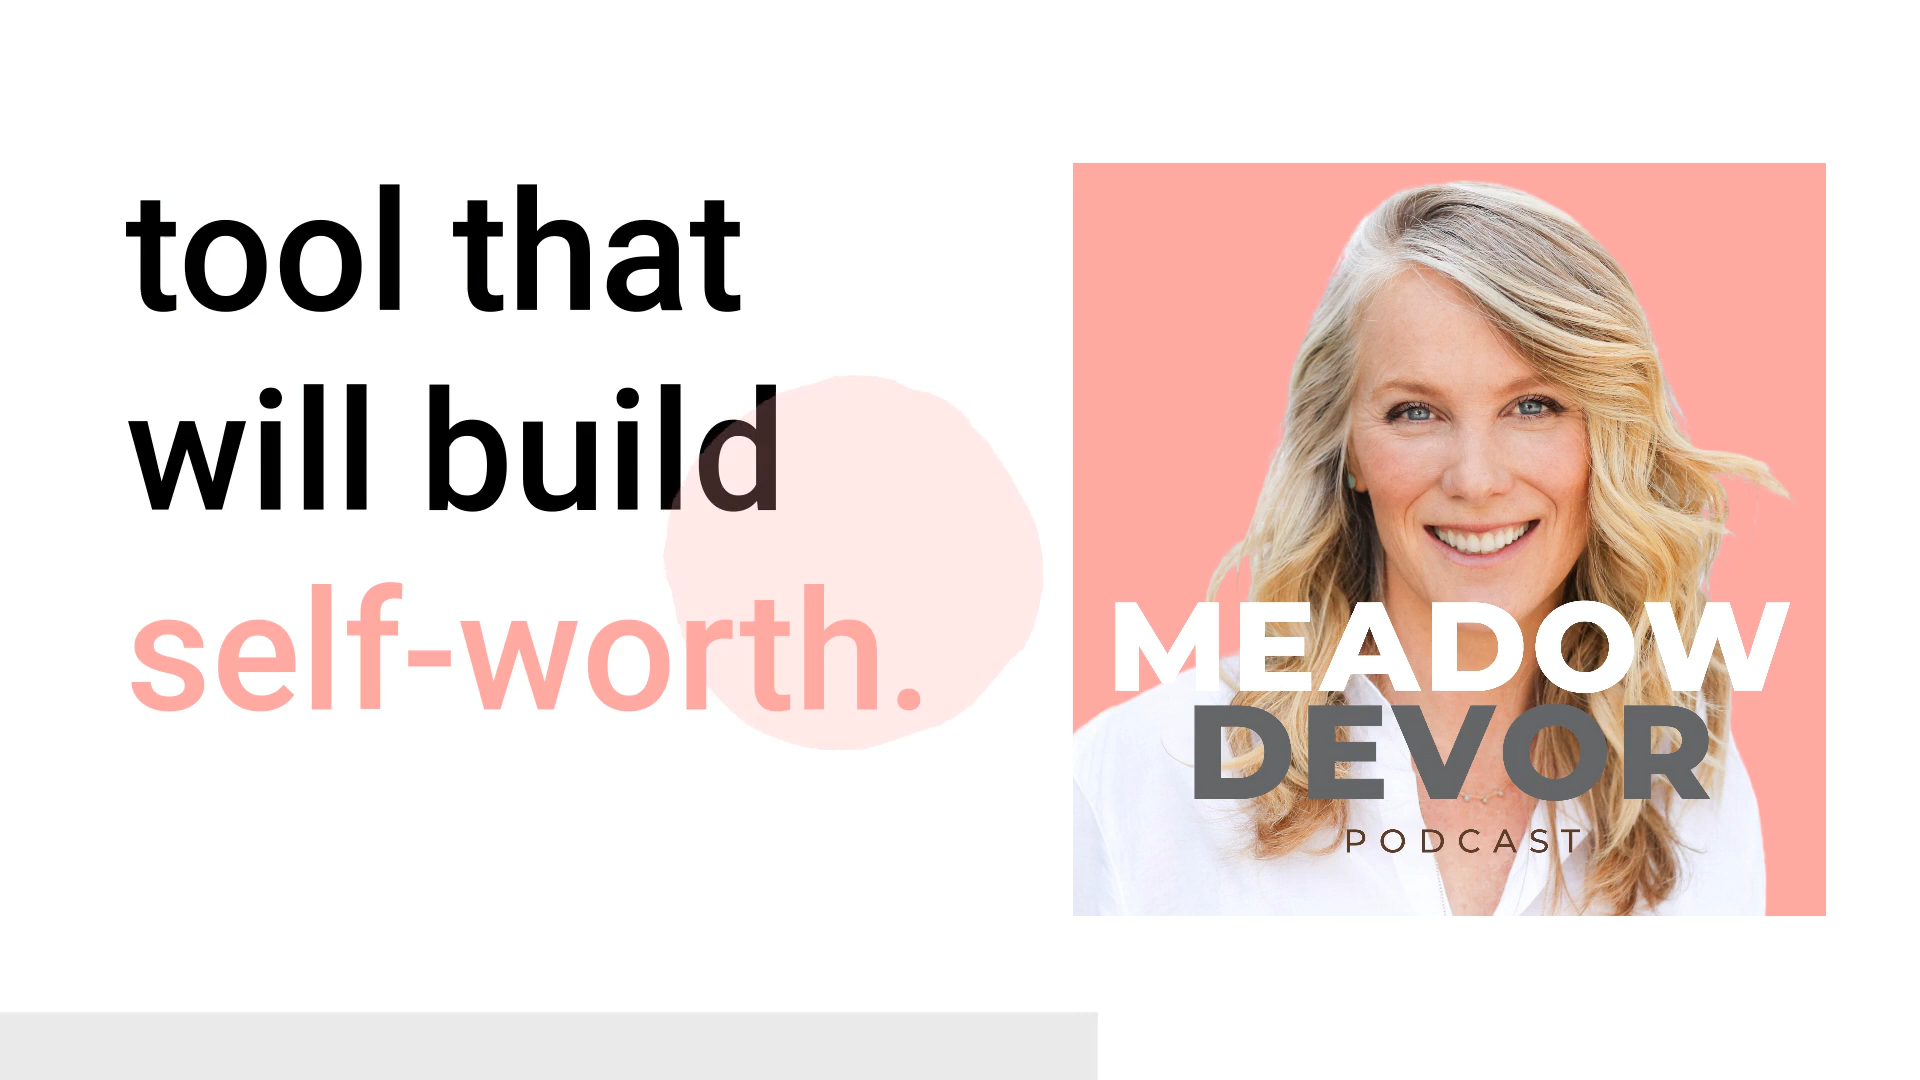 tool that
will build
self-worth.
MEADOW
DEVOR
PODCAST